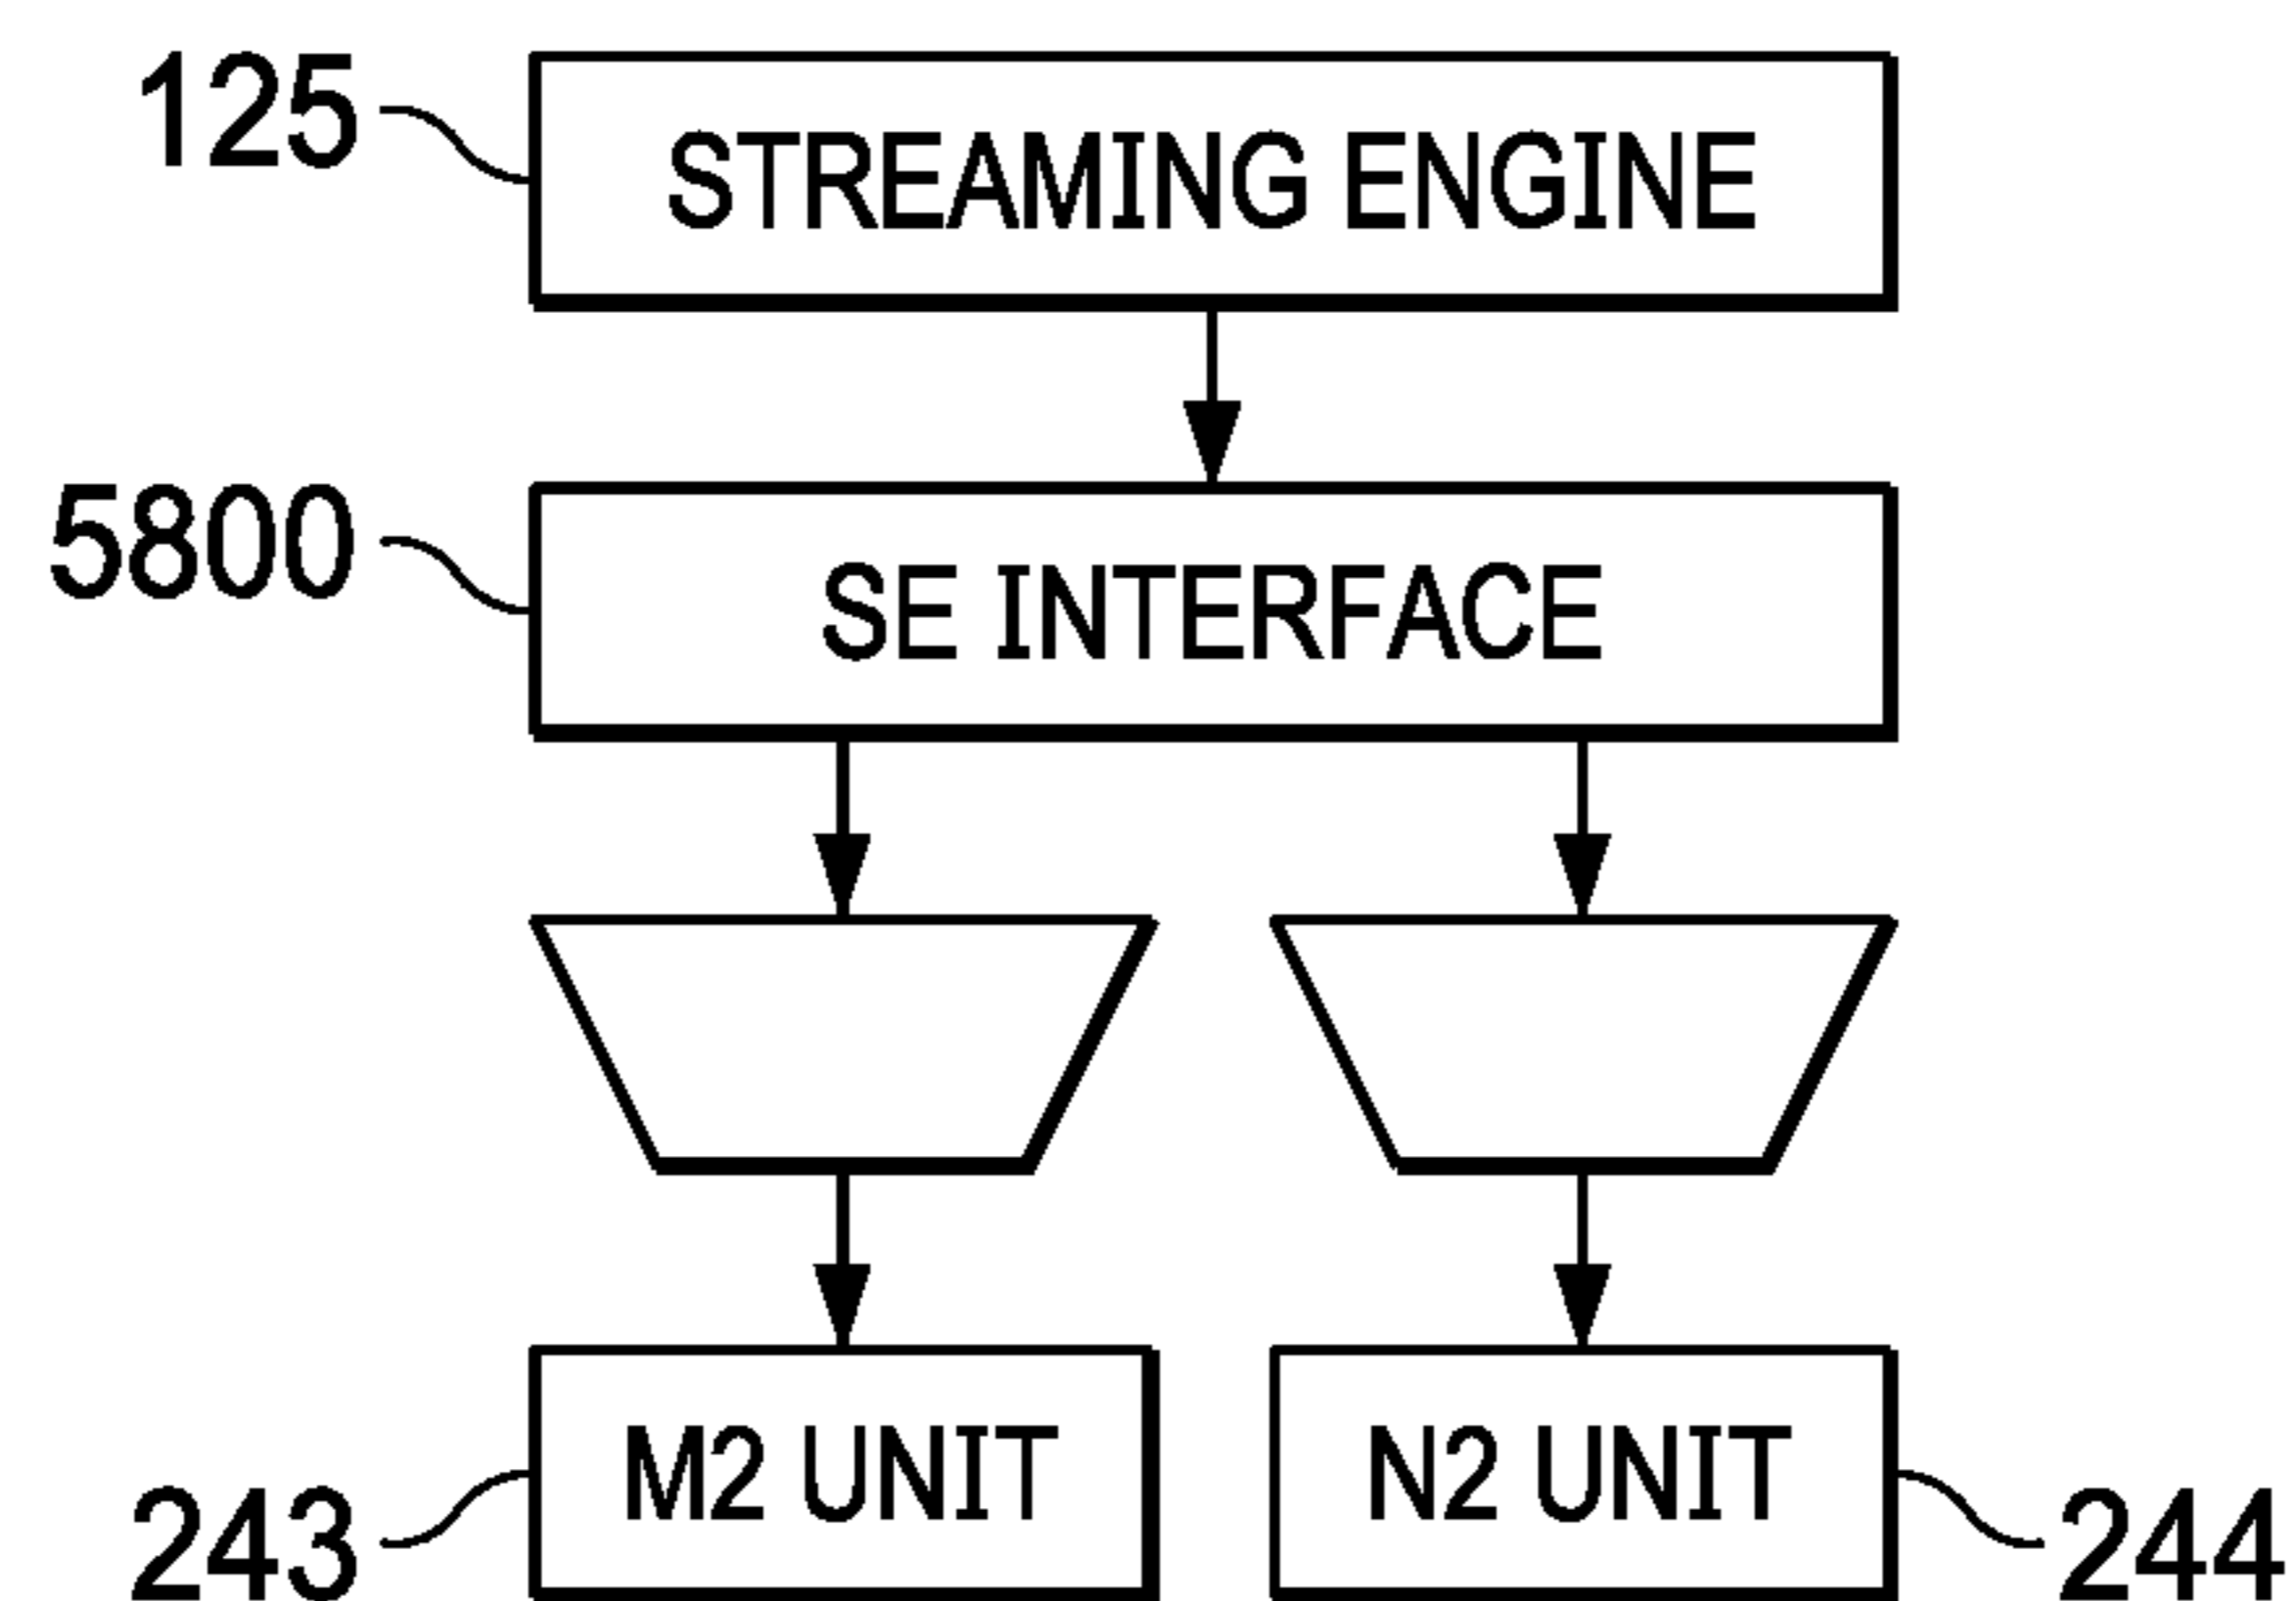 125
STREAMING ENGINE
5800
SE INTERFACE
M2 UNIT
N2 UNIT
243
244